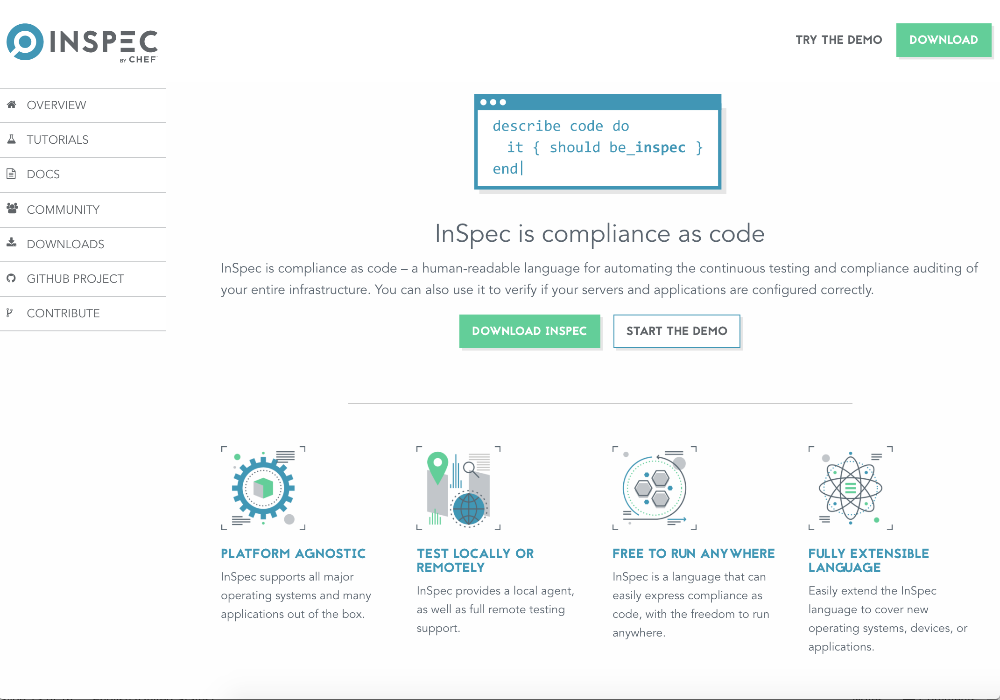 INSPEC
BY CHEF
TRY THE DEMO
DOWNLOAD
OVERVIEW
TUTORIALS
DOCS
COMMUNITY
DOWNLOADS
GITHUB PROJECT
CONTRIBUTE
describe code do
it { should be_inspec }
end|
InSpec is compliance as code
InSpec is compliance as code – a human-readable language for automating the continuous testing and compliance auditing of
your entire infrastructure. You can also use it to verify if your servers and applications are configured correctly.
DOWNLOAD INSPEC
START THE DEMO
PLATFORM AGNOSTIC
InSpec supports all major
operating systems and many
applications out of the box.
TEST LOCALLY OR
REMOTELY
InSpec provides a local agent,
as well as full remote testing
support.
FREE TO RUN ANYWHERE
InSpec is a language that can
easily express compliance as
code, with the freedom to run
anywhere.
FULLY EXTENSIBLE
LANGUAGE
Easily extend the InSpec
language to cover new
operating systems, devices, or
applications.